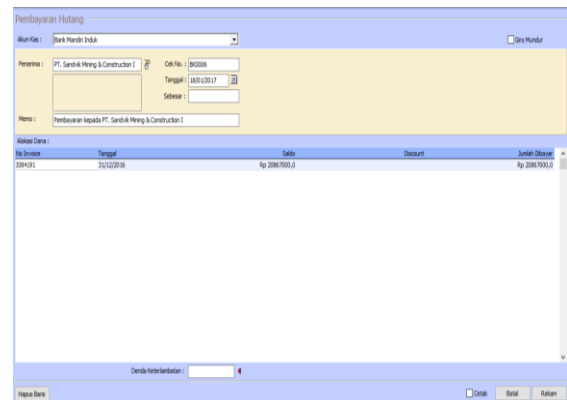 Pembayaran Hutang
Akun Kas : Bank Mandiri Induk
Giro Mundur
Penerima : PT. Sandvik Mining & Construction I
Cek No. : BK0006
Tanggal : 18/01/2017
Sebesar :
Memo : Pembayaran kepada PT. Sandvik Mining & Construction I
Alokasi Dana :
No Invoice Tanggal Saldo Discount Jumlah Dibayar
31/12/2016 Rp 20867000,0 Rp 20867000,0
Denda Keterlambatan :
Hapus Baris Cetak Batal Rekam